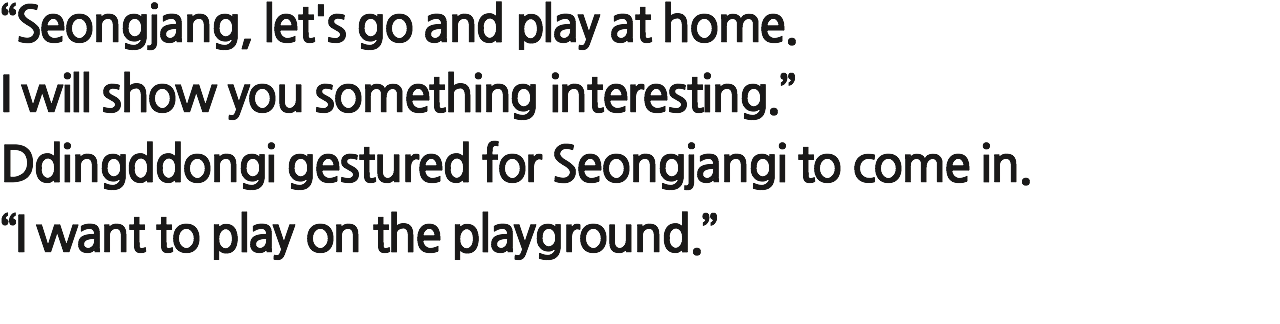 “Seongjang, let's go and play at home.
I will show you something interesting.”
Ddingddongi gestured for Seongjangi to come in.
“I want to play on the playground.”